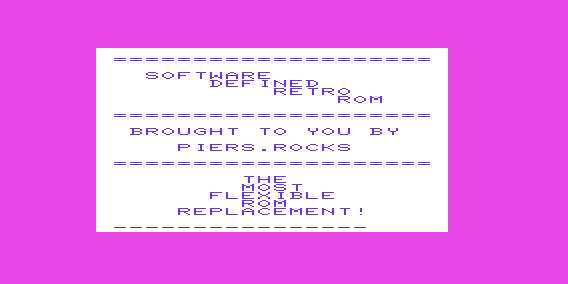 ====================
SOFTWARE
DEFINED
RETRO
ROM
====================
BROUGHT TO YOU BY
PIERS.ROCKS
====================
THE
MOST
FLEXIBLE
ROM
REPLACEMENT!
________________